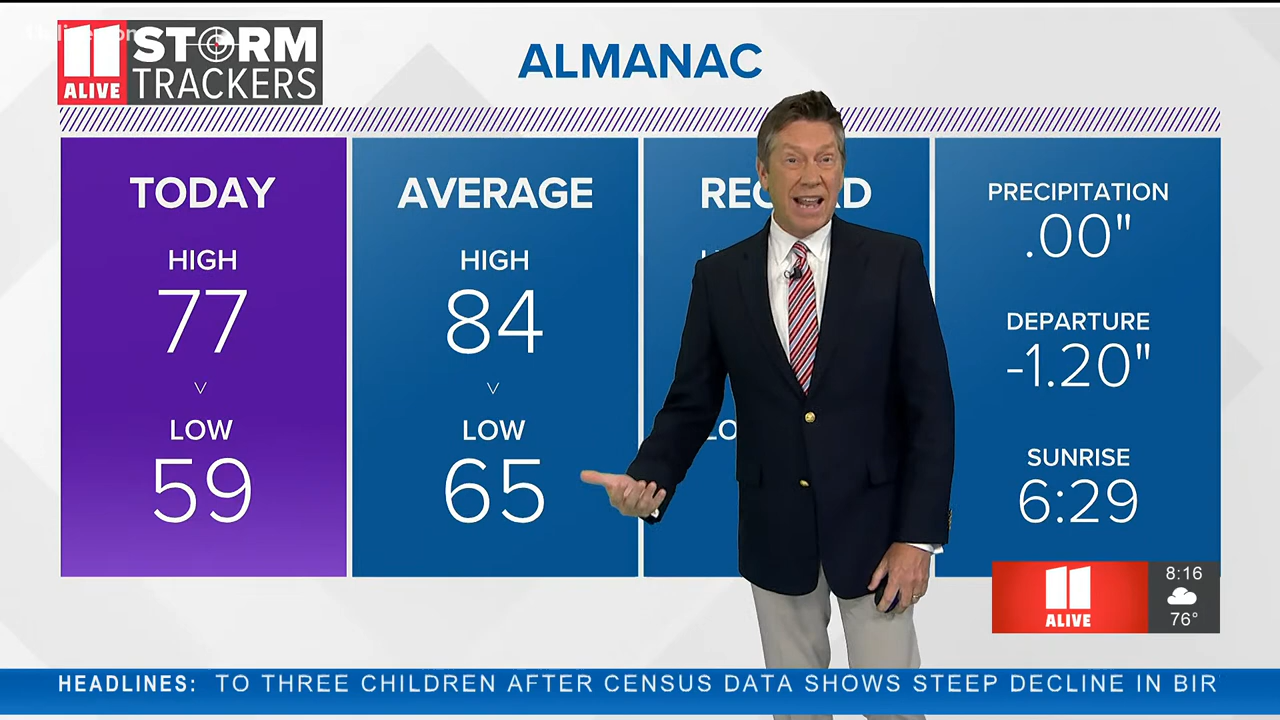 11 ALIVE
STORM
TRACKERS
ALMANAC
TODAY
HIGH
77
LOW
59
AVERAGE
HIGH
84
LOW
65
PRECIPITATION
.00"
DEPARTURE
-1.20"
SUNRISE
6:29
11
ALIVE
8:16
76°
HEADLINES: TO THREE CHILDREN AFTER CENSUS DATA SHOWS STEEP DECLINE IN BIR